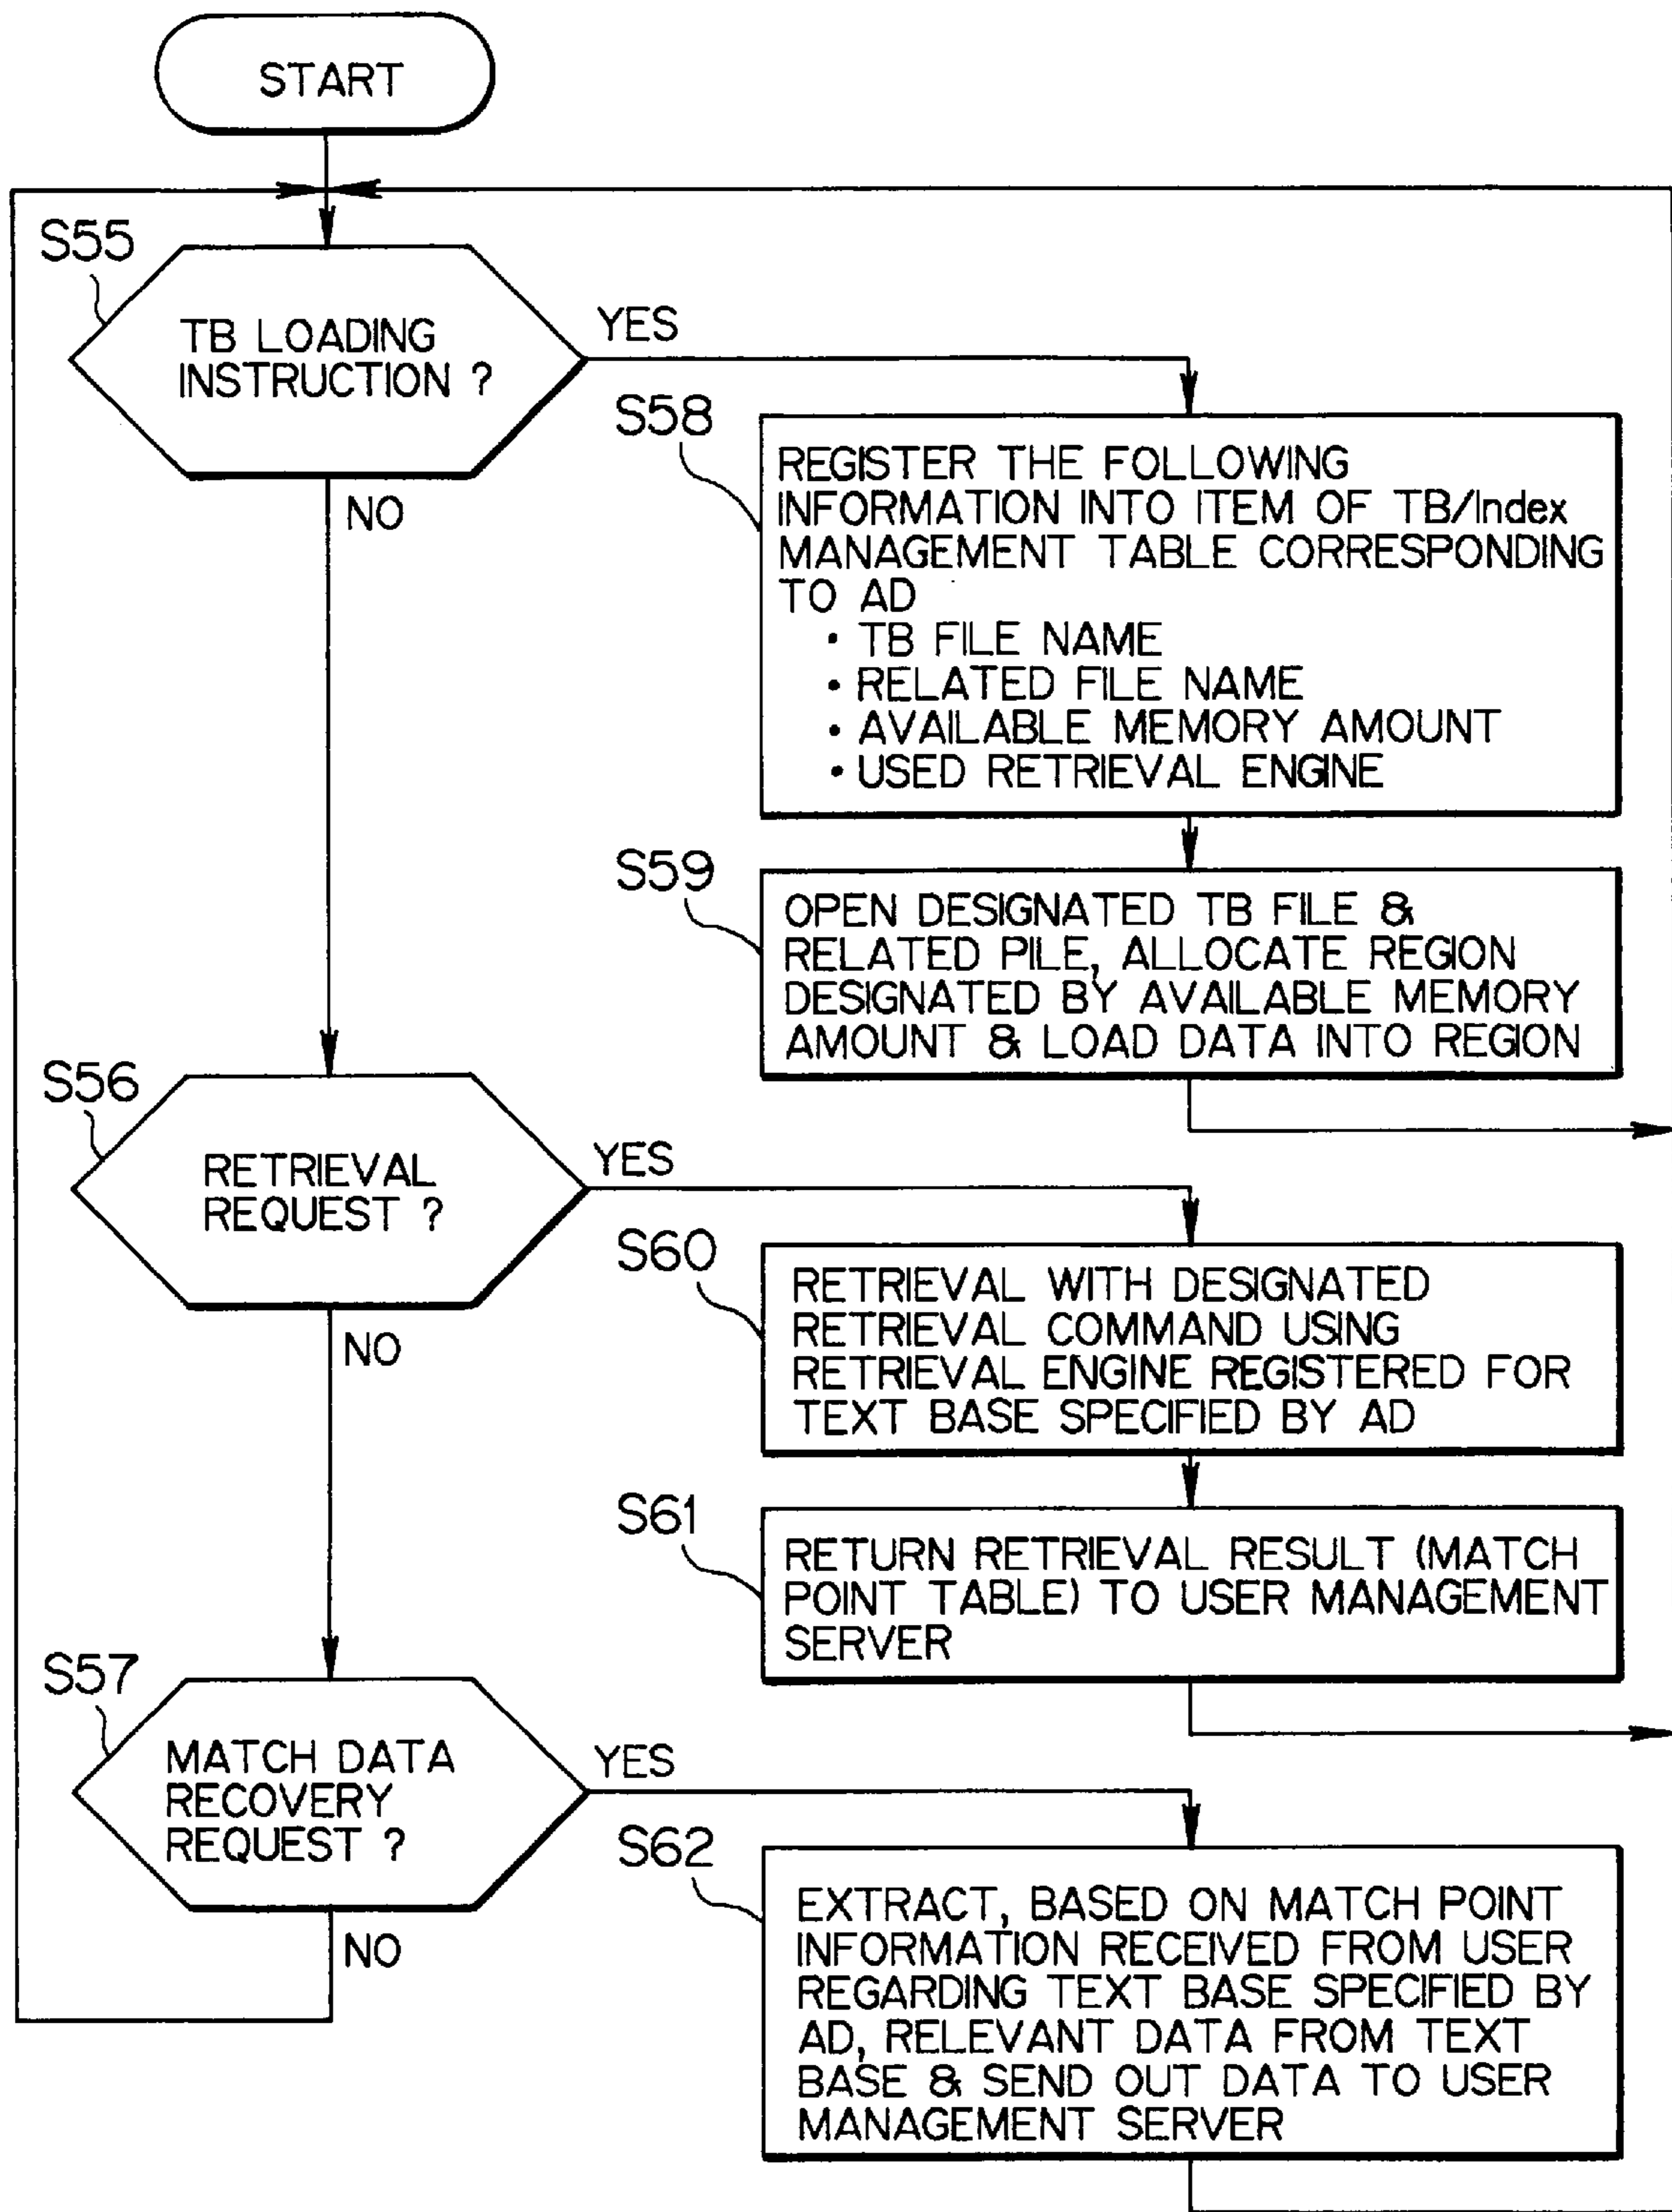 START
S55
TB LOADING
INSTRUCTION ?
YES
NO
S58
REGISTER THE FOLLOWING
INFORMATION INTO ITEM OF TB/Index
MANAGEMENT TABLE CORRESPONDING
TO AD
• TB FILE NAME
• RELATED FILE NAME
• AVAILABLE MEMORY AMOUNT
• USED RETRIEVAL ENGINE
S59
OPEN DESIGNATED TB FILE &
RELATED PILE, ALLOCATE REGION
DESIGNATED BY AVAILABLE MEMORY
AMOUNT & LOAD DATA INTO REGION
S56
RETRIEVAL
REQUEST ?
YES
NO
S60
RETRIEVAL WITH DESIGNATED
RETRIEVAL COMMAND USING
RETRIEVAL ENGINE REGISTERED FOR
TEXT BASE SPECIFIED BY AD
S61
RETURN RETRIEVAL RESULT (MATCH
POINT TABLE) TO USER MANAGEMENT
SERVER
S57
MATCH DATA
RECOVERY
REQUEST ?
YES
NO
S62
EXTRACT, BASED ON MATCH POINT
INFORMATION RECEIVED FROM USER
REGARDING TEXT BASE SPECIFIED BY
AD, RELEVANT DATA FROM TEXT
BASE & SEND OUT DATA TO USER
MANAGEMENT SERVER